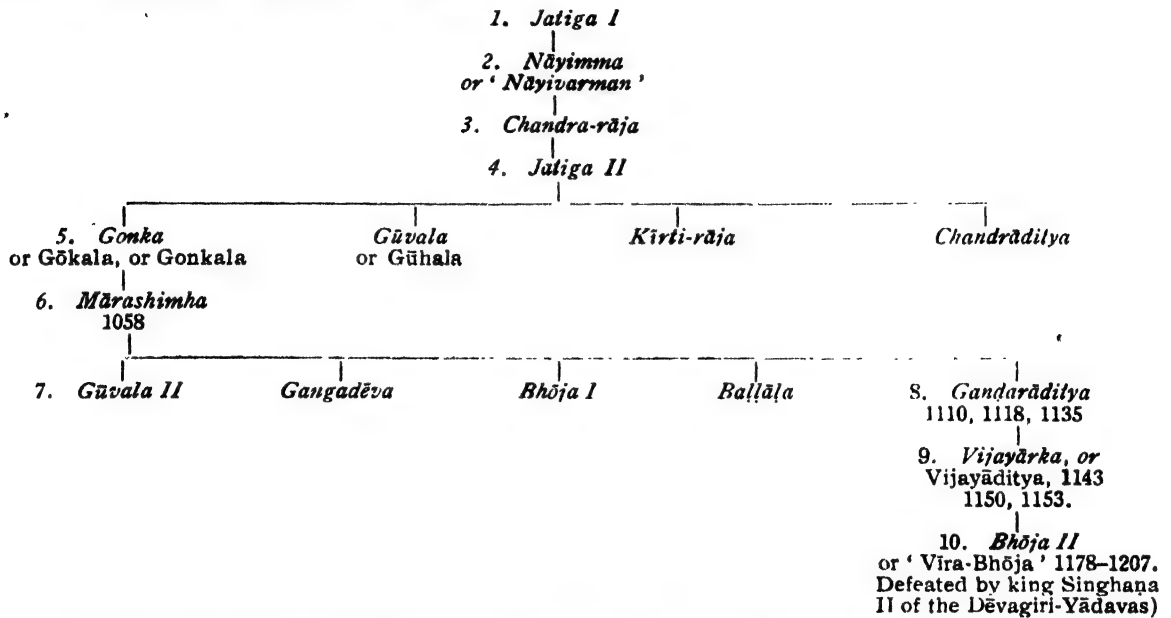 1. Jatiga I
2. Nāyimma
or ‘ Nāyivarman ’
3. Chandra-rāja
4. Jatiga II
5. Gonka
or Gōkala, or Gonkala
Gūvala
or Gūhala
Kīrti-rāja
Chandrāditya
6. Mārashimha
1058
7. Gūvala II
Gangadēva
Bhōja I
Baḷḷāḷa
8. Gaṇḍarāditya
1110, 1118, 1135
9. Vijayārka, or
Vijayāditya, 1143
1150, 1153.
10. Bhōja II
or ‘ Vīra-Bhōja ’ 1178–1207.
Defeated by king Singhaṇa
II of the Dēvagiri-Yādavas)